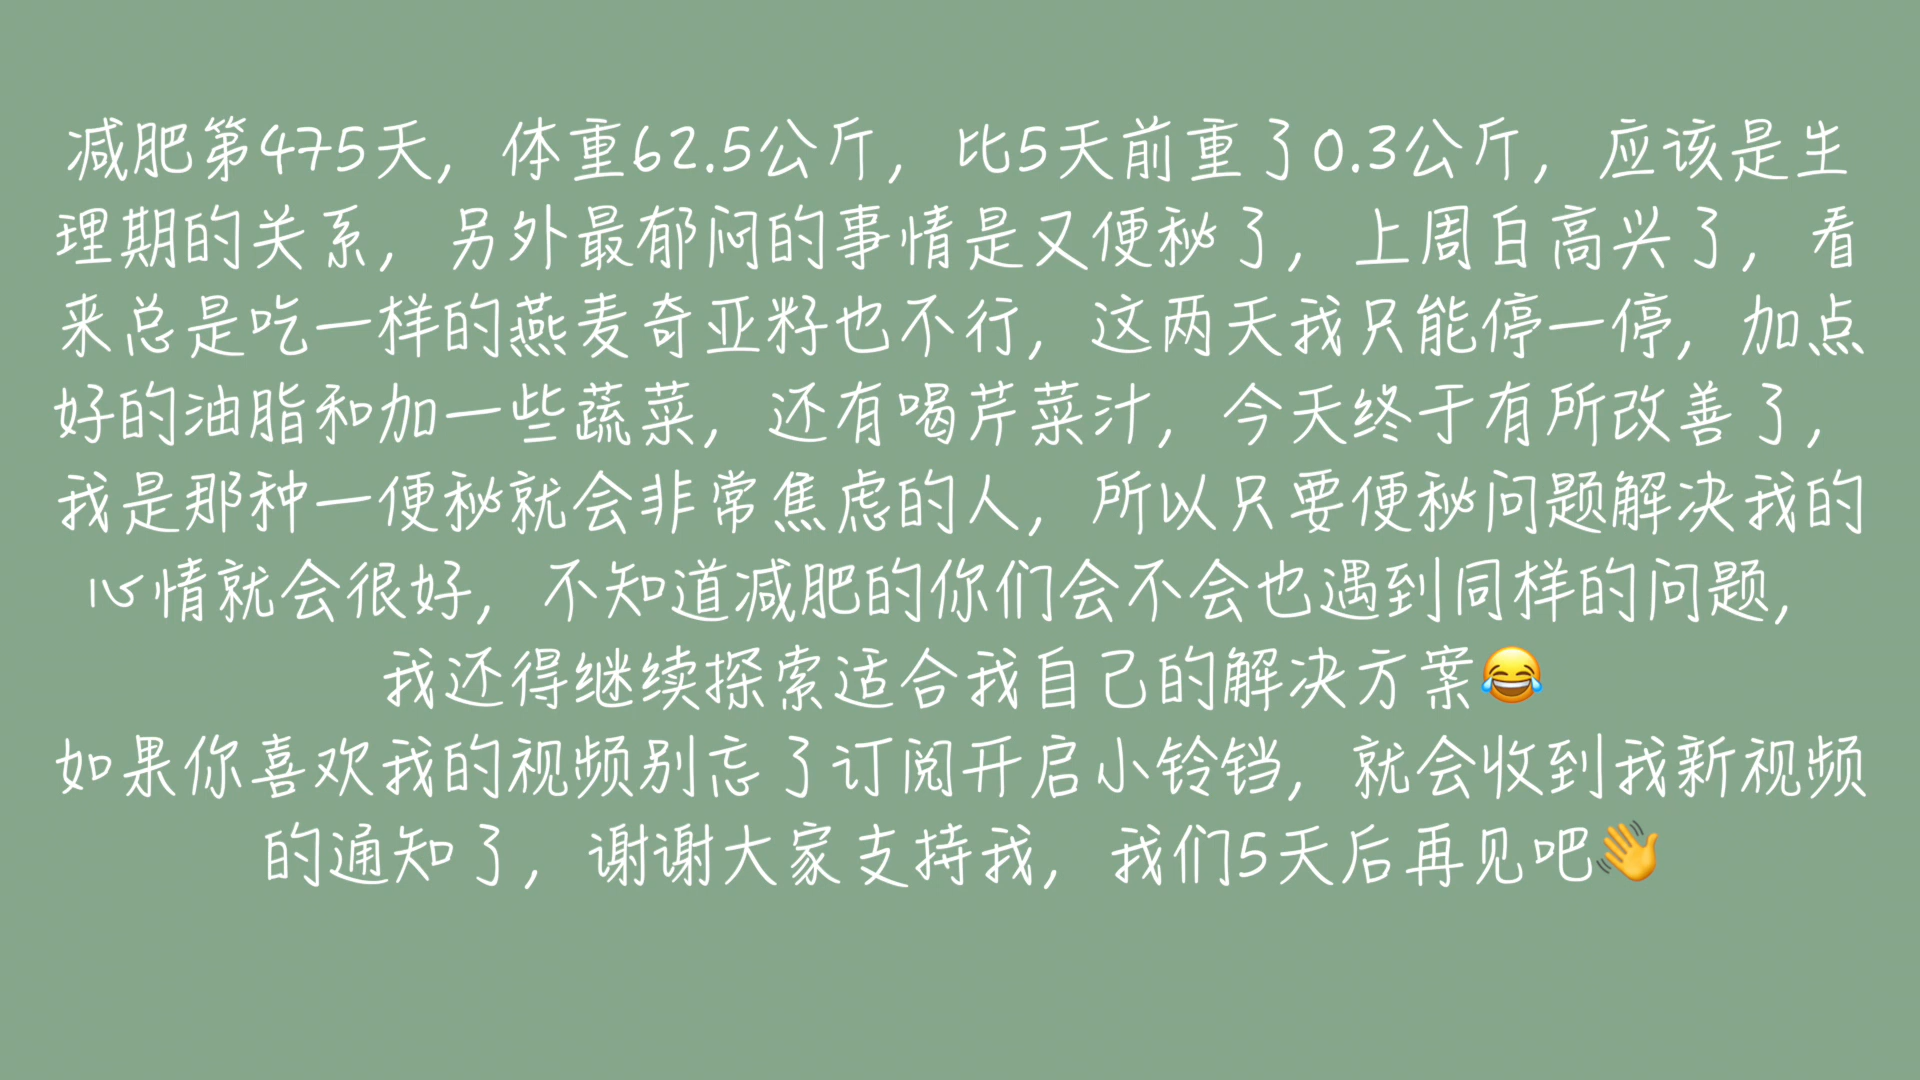 减肥第475天，体重62.5公斤，比5天前重了0.3公斤，应该是生
理期的关系，另外最郁闷的事情是又便秘了，上周白高兴了，看
来总是吃一样的燕麦奇亚籽也不行，这两天我只能停一停，加点
好的油脂和加一些蔬菜，还有喝芹菜汁，今天终于有所改善了，
我是那种一便秘就会非常焦虑的人，所以只要便秘问题解决我的
心情就会很好，不知道减肥的你们会不会也遇到同样的问题，
我还得继续探索适合我自己的解决方案😂
如果你喜欢我的视频别忘了订阅开启小铃铛，就会收到我新视频
的通知了，谢谢大家支持我，我们5天后再见吧👋